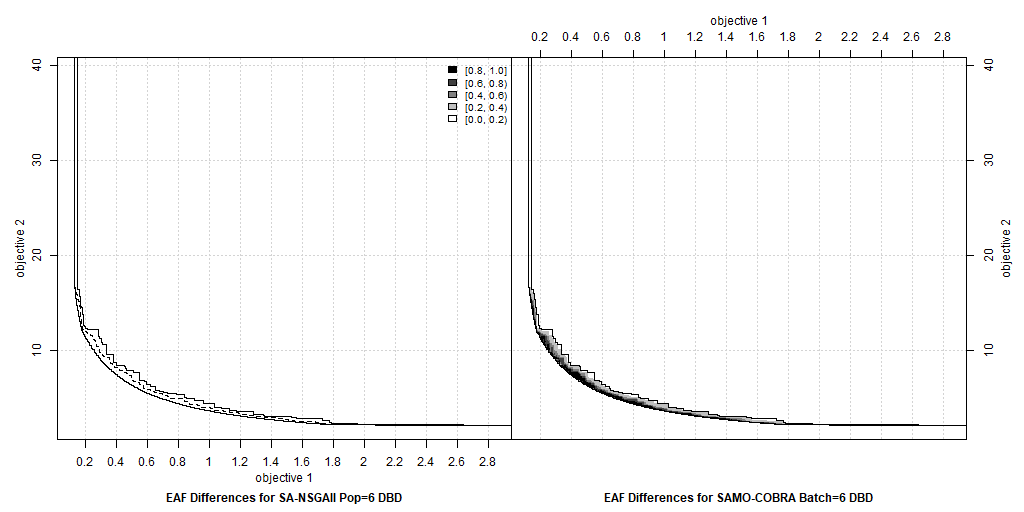 objective 1
0.2 0.4 0.6 0.8 1 1.2 1.4 1.6 1.8 2 2.2 2.4 2.6 2.8
40
30
20
10
objective 2
[0.8, 1.0]
[0.6, 0.8)
[0.4, 0.6)
[0.2, 0.4)
[0.0, 0.2)
40
30
20
10
objective 2
0.2 0.4 0.6 0.8 1 1.2 1.4 1.6 1.8 2 2.2 2.4 2.6 2.8
objective 1
EAF Differences for SA-NSGAII Pop=6 DBD
EAF Differences for SAMO-COBRA Batch=6 DBD